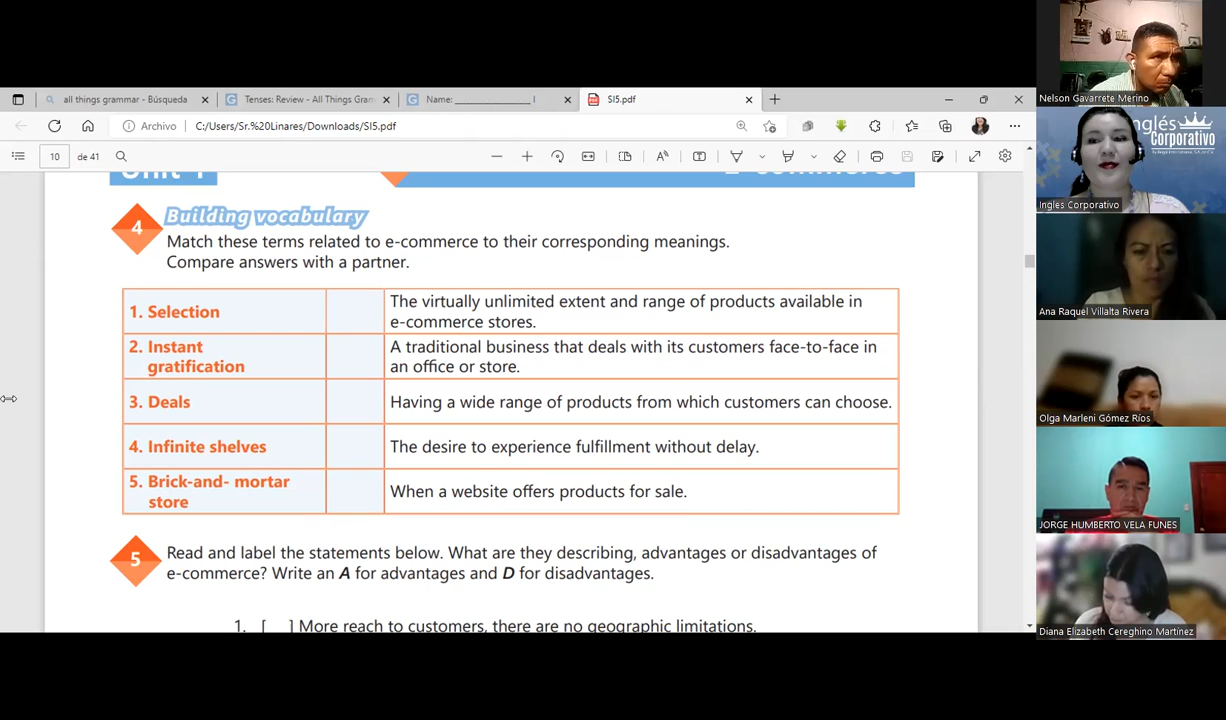 all things grammar - Búsqueda
Tenses: Review - All Things Gram
Name: ____________________ I
SI5.pdf
Archivo
C:/Users/Sr.%20Linares/Downloads/SI5.pdf
10 de 41
4
Building vocabulary
Match these terms related to e-commerce to their corresponding meanings.
Compare answers with a partner.
1. Selection
The virtually unlimited extent and range of products available in
e-commerce stores.
2. Instant
gratification
A traditional business that deals with its customers face-to-face in
an office or store.
3. Deals
Having a wide range of products from which customers can choose.
4. Infinite shelves
The desire to experience fulfillment without delay.
5. Brick-and- mortar
store
When a website offers products for sale.
5
Read and label the statements below. What are they describing, advantages or disadvantages of
e-commerce? Write an A for advantages and D for disadvantages.
1. [ ] More reach to customers, there are no geographic limitations.
Nelson Gavarrete Merino
Inglés
Corporativo
Ingles Corporativo
Ana Raquel Villalta Rivera
Olga Marleni Gómez Ríos
JORGE HUMBERTO VELA FUNES
Diana Elizabeth Cereghino Martínez